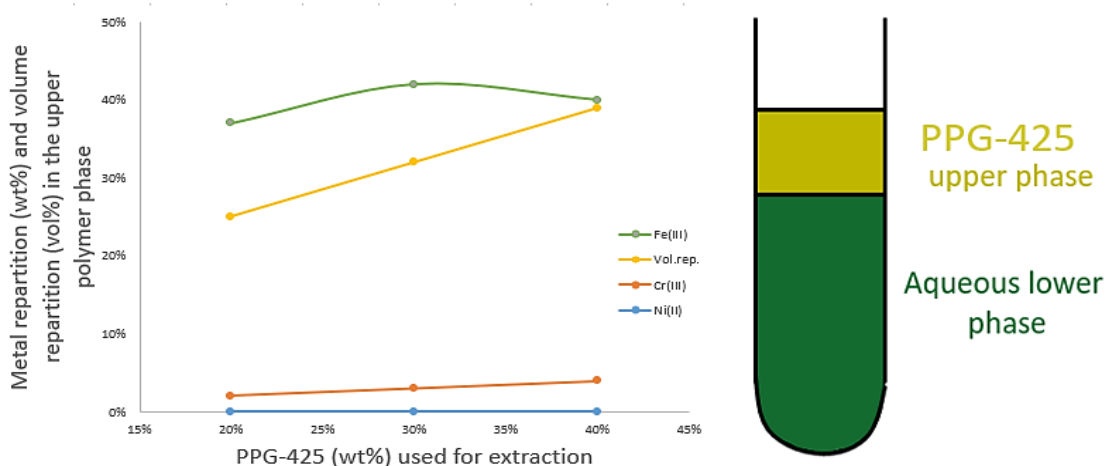 Metal repartition (wt%) and volume
repartition (vol%) in the upper
polymer phase
50%
40%
30%
20%
10%
0%
15%
20%
25%
30%
35%
40%
45%
PPG-425 (wt%) used for extraction
Fe(III)
Vol.rep.
Cr(III)
Ni(II)
PPG-425
upper phase
Aqueous lower
phase